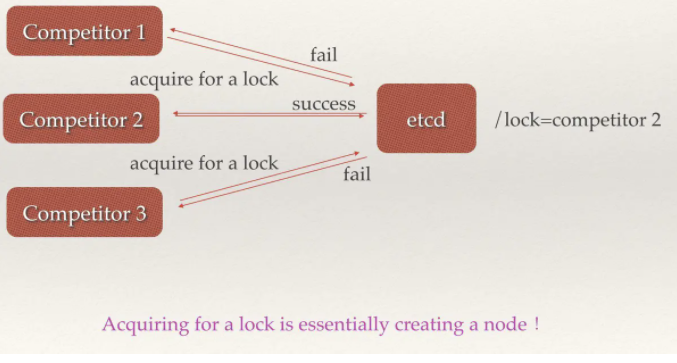 Competitor 1
fail
acquire for a lock
success
Competitor 2
etcd
/lock=competitor 2
acquire for a lock
fail
Competitor 3
Acquiring for a lock is essentially creating a node !